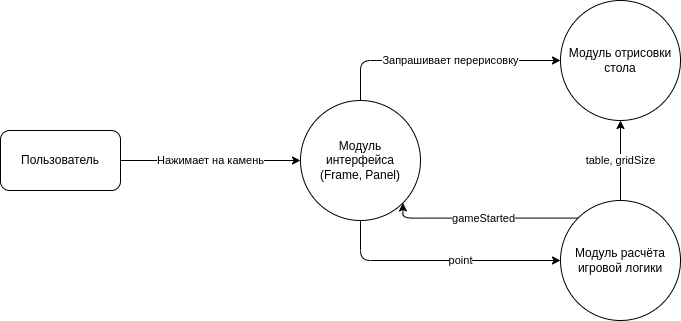 Запрашивает перерисовку
Модуль отрисовки
стола
Пользователь
Нажимает на камень
Модуль
интерфейса
(Frame, Panel)
table, gridSize
gameStarted
point
Модуль расчёта
игровой логики